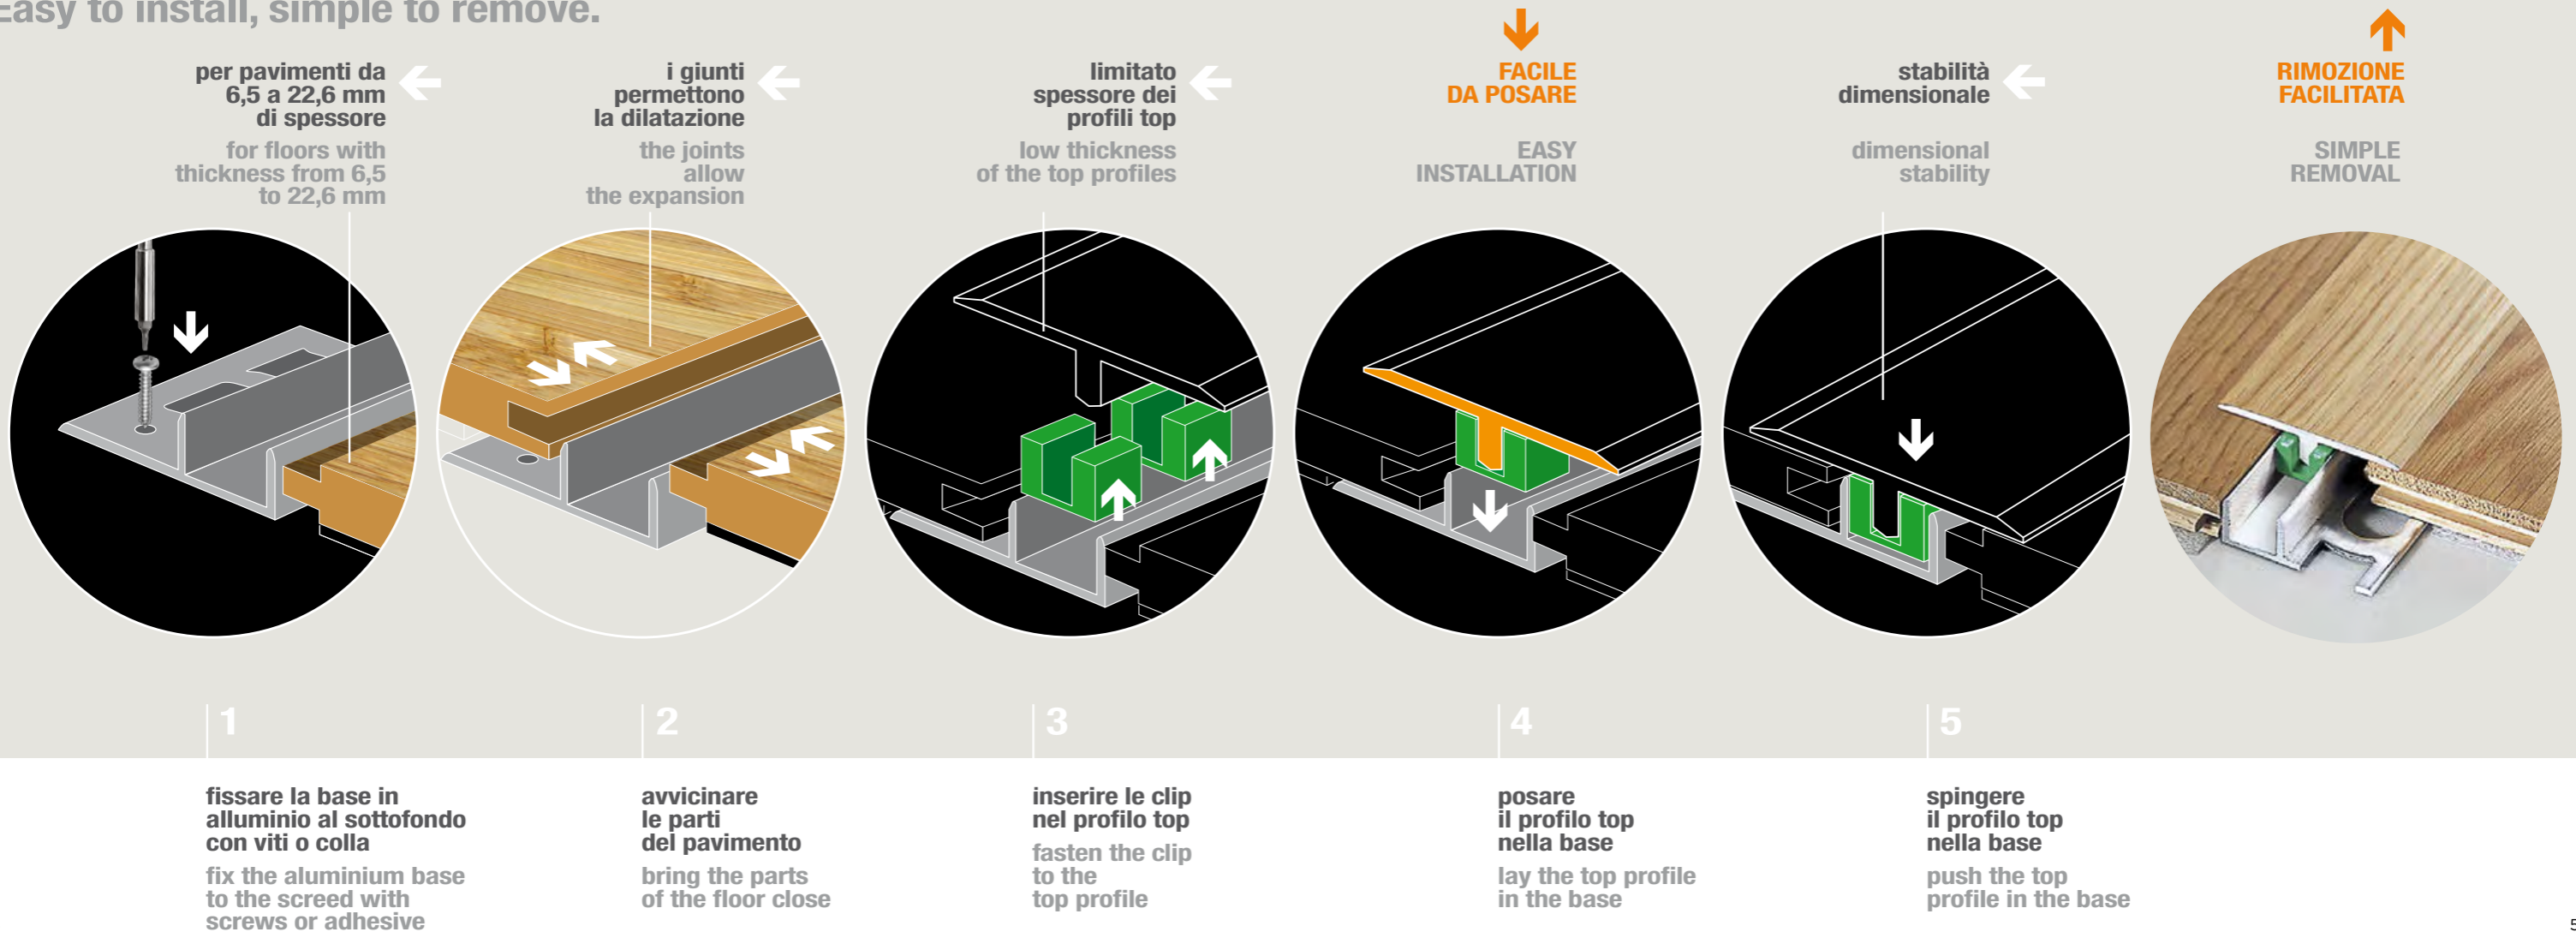 Easy to install, simple to remove.
per pavimenti da
6,5 a 22,6 mm
di spessore
for floors with
thickness from 6,5
to 22,6 mm
i giunti
permettono
la dilatazione
the joints
allow
the expansion
limitato
spessore dei
profili top
low thickness
of the top profiles
FACILE
DA POSARE
EASY
INSTALLATION
stabilità
dimensionale
dimensional
stability
RIMOZIONE
FACILITATA
SIMPLE
REMOVAL
1
fissare la base in
alluminio al sottofondo
con viti o colla
fix the aluminium base
to the screed with
screws or adhesive
2
avvicinare
le parti
del pavimento
bring the parts
of the floor close
3
inserire le clip
nel profilo top
fasten the clip
to the
top profile
4
posare
il profilo top
nella base
lay the top profile
in the base
5
spingere
il profilo top
nella base
push the top
profile in the base
5